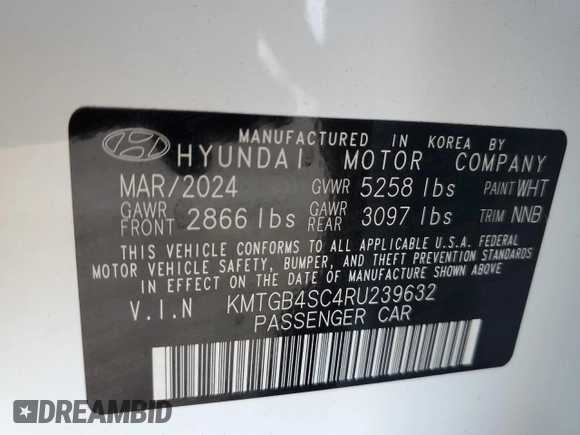 MANUFACTURED IN KOREA BY
HYUNDAI MOTOR COMPANY
MAR/2024 GVWR 5258 lbs PAINT WHT
GAWR FRONT 2866 lbs GAWR REAR 3097 lbs TRIM NNB
THIS VEHICLE CONFORMS TO ALL APPLICABLE U.S.A. FEDERAL
MOTOR VEHICLE SAFETY, BUMPER, AND THEFT PREVENTION STANDARDS
IN EFFECT ON THE DATE OF MANUFACTURE SHOWN ABOVE.
V.I.N KMTGB4SC4RU239632
PASSENGER CAR
DREAMBID